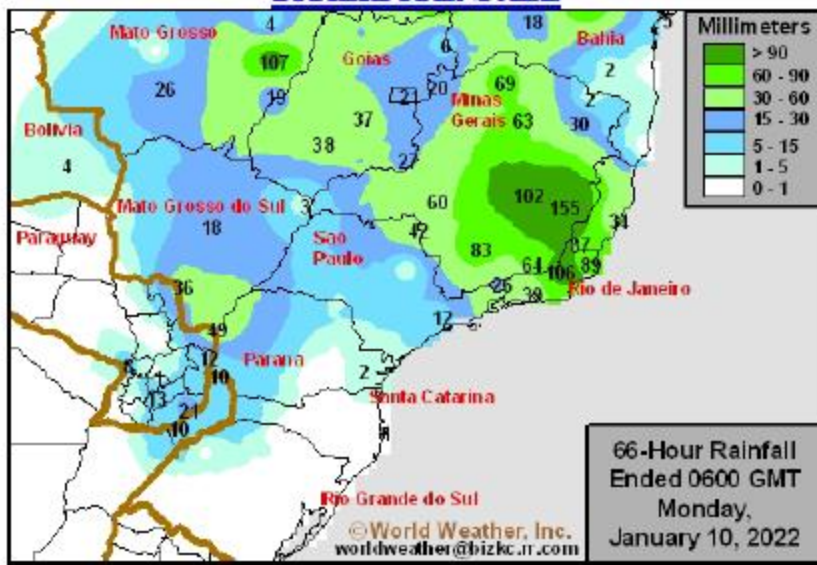 Millimeters
> 90
60 - 90
30 - 60
15 - 30
5 - 15
1 - 5
0 - 1
Mato Grosso
4
18
Bahia
107
Goias
6
2
26
19
21
20
69
2
Minas
Gerais
37
63
30
Bolivia
38
27
4
102
Mato Grosso do Sul
3
60
155
18
42
31
Paraguay
Sao
Paulo
83
64
106
89
36
26
39
Rio de Janeiro
49
12
12
Parana
10
2
13
Santa Catarina
21
10
Rio Grande do Sul
©World Weather, Inc.
worldweather@bizkc.rr.com
66-Hour Rainfall
Ended 0600 GMT
Monday,
January 10, 2022